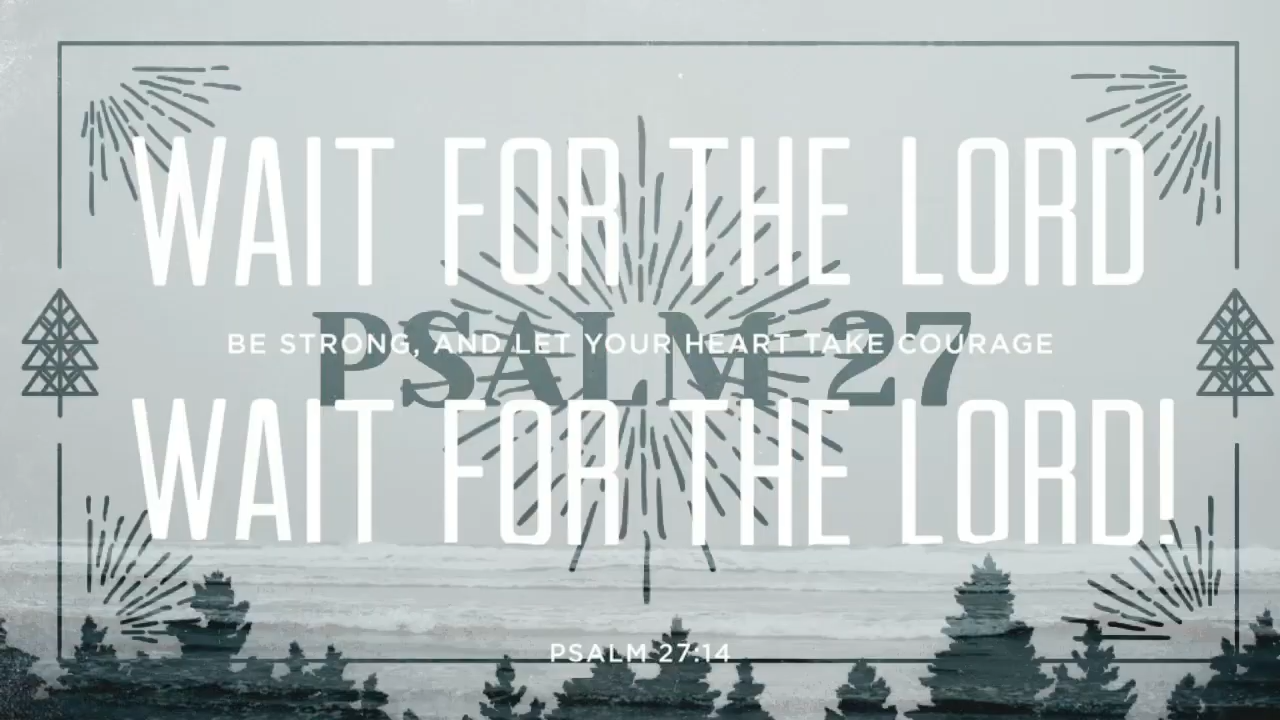 WAIT FOR THE LORD
PSALM 27
BE STRONG, AND LET YOUR HEART TAKE COURAGE
WAIT FOR THE LORD!
PSALM 27:14